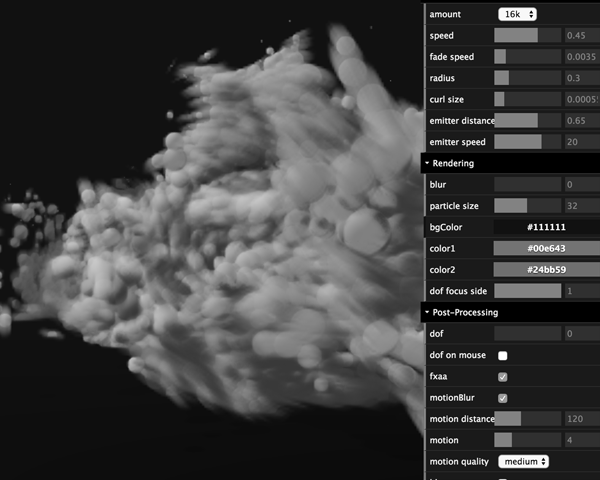 amount 16k
speed 0.45
fade speed 0.0035
radius 0.3
curl size 0.0005
emitter distance 0.65
emitter speed 20
Rendering
blur 0
particle size 32
bgColor #111111
color1 #00e643
color2 #24bb59
dof focus side 1
Post-Processing
dof 0
dof on mouse
fxaa
motionBlur
motion distance 120
motion 4
motion quality medium